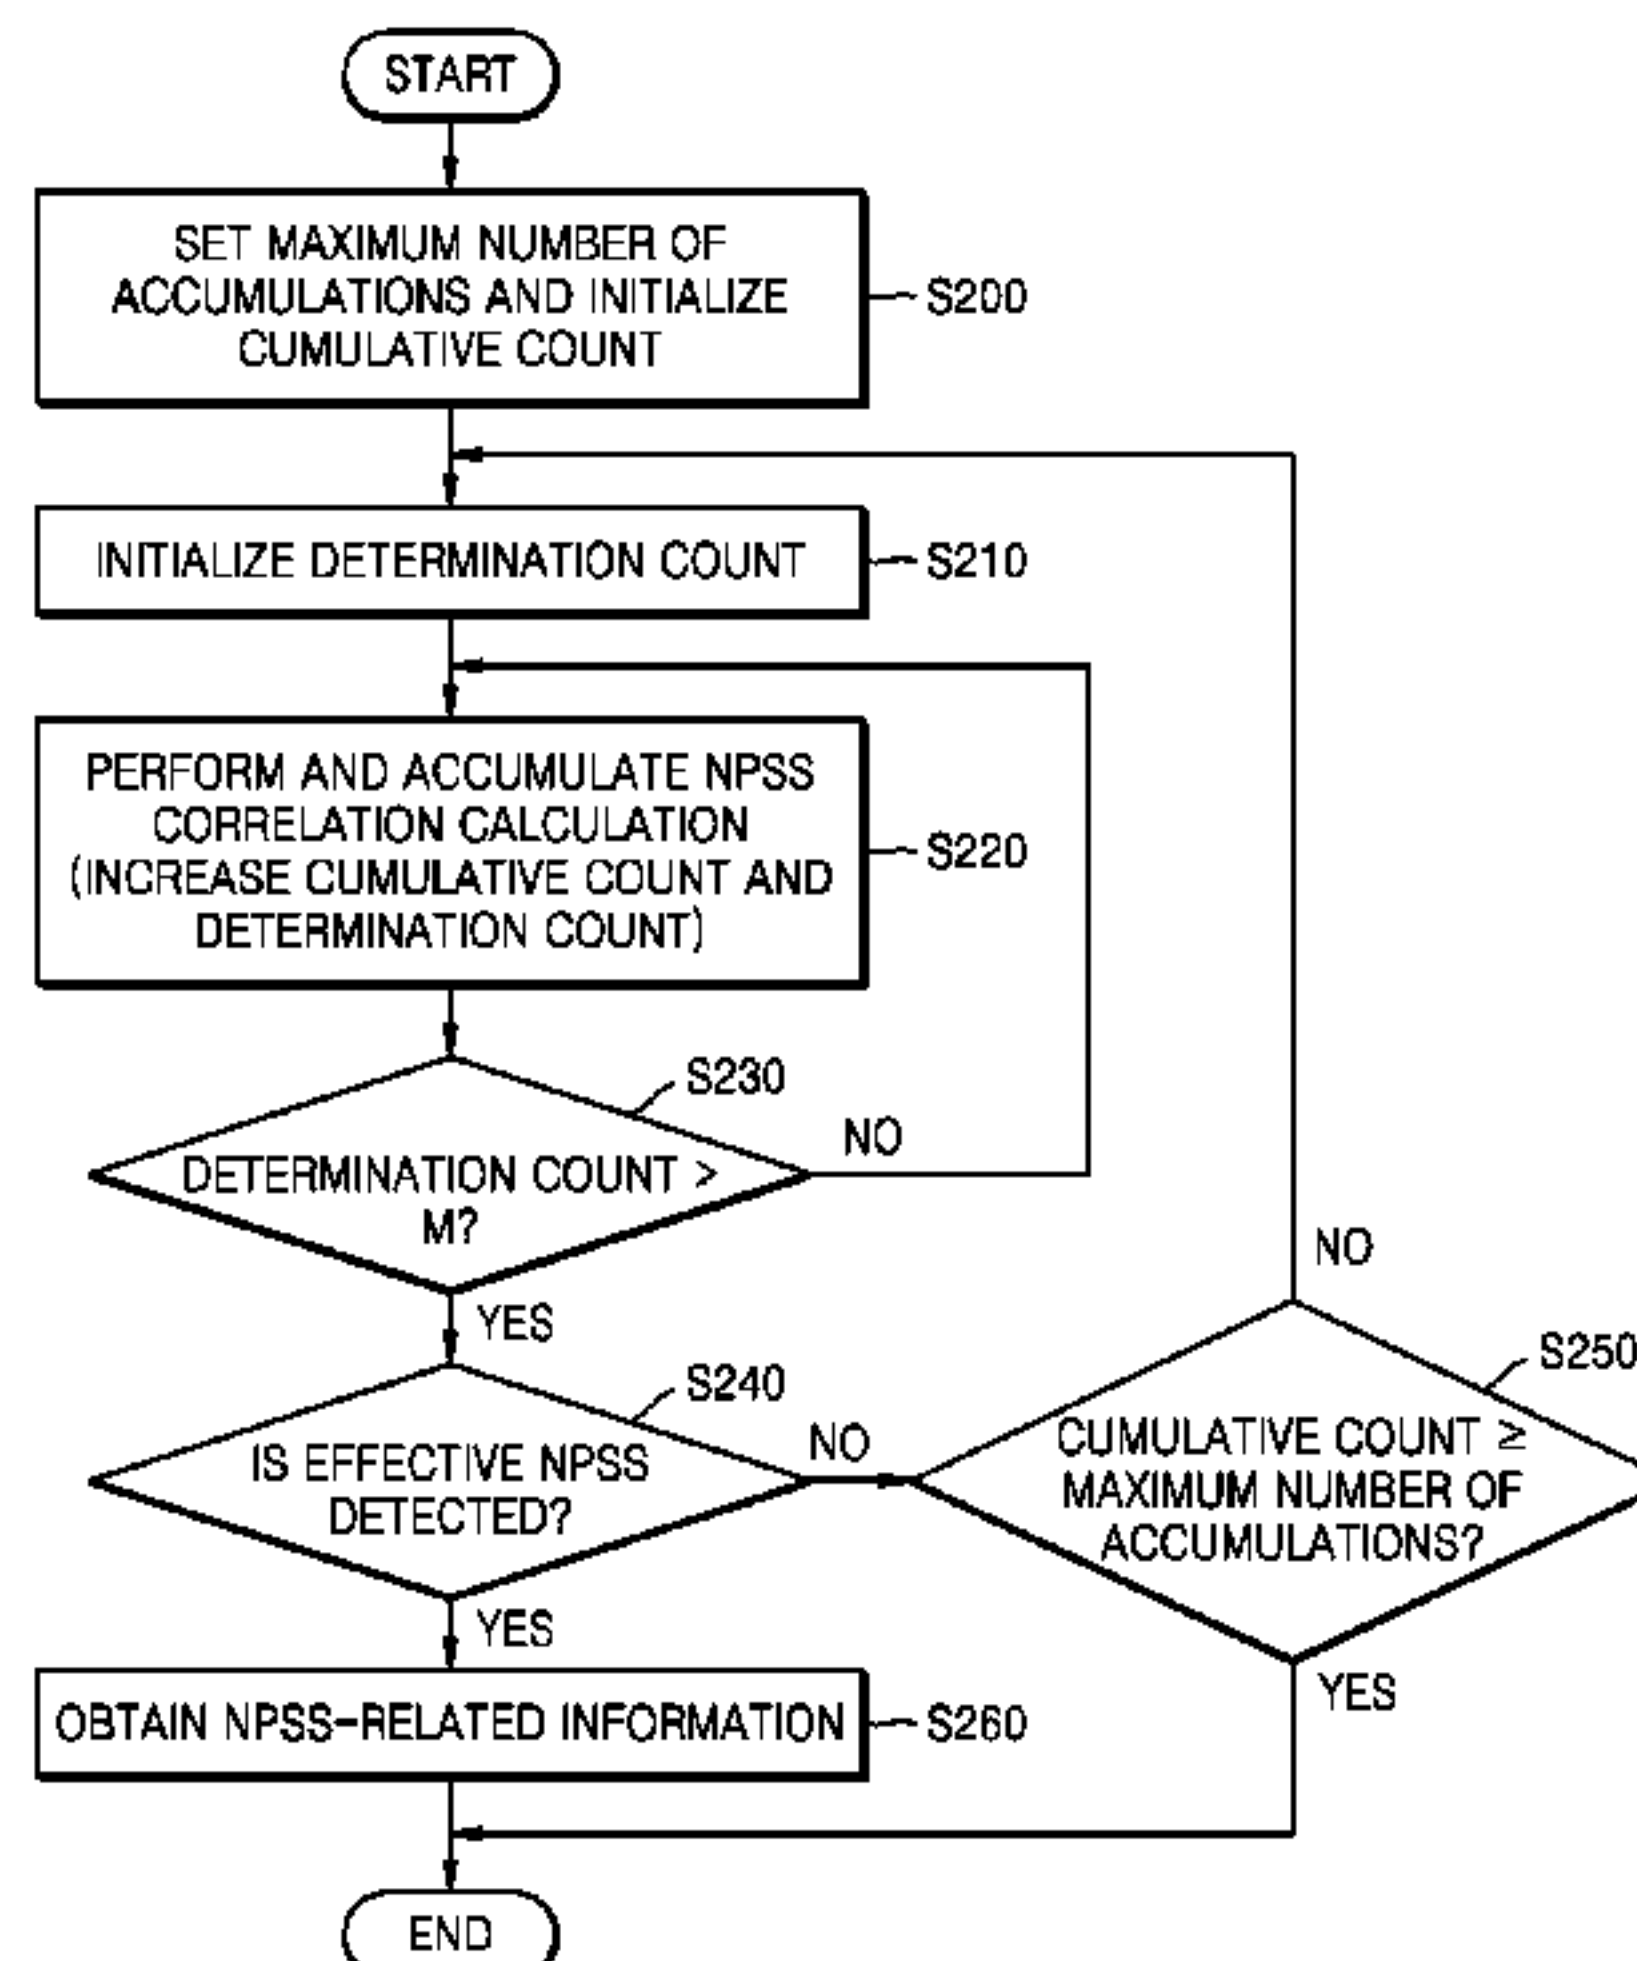 START
SET MAXIMUM NUMBER OF
ACCUMULATIONS AND INITIALIZE
CUMULATIVE COUNT
S200
INITIALIZE DETERMINATION COUNT
S210
PERFORM AND ACCUMULATE NPSS
CORRELATION CALCULATION
(INCREASE CUMULATIVE COUNT AND
DETERMINATION COUNT)
S220
S230
DETERMINATION COUNT >
M?
NO
YES
S240
IS EFFECTIVE NPSS
DETECTED?
NO
YES
NO
S250
CUMULATIVE COUNT ≥
MAXIMUM NUMBER OF
ACCUMULATIONS?
YES
OBTAIN NPSS-RELATED INFORMATION
S260
END